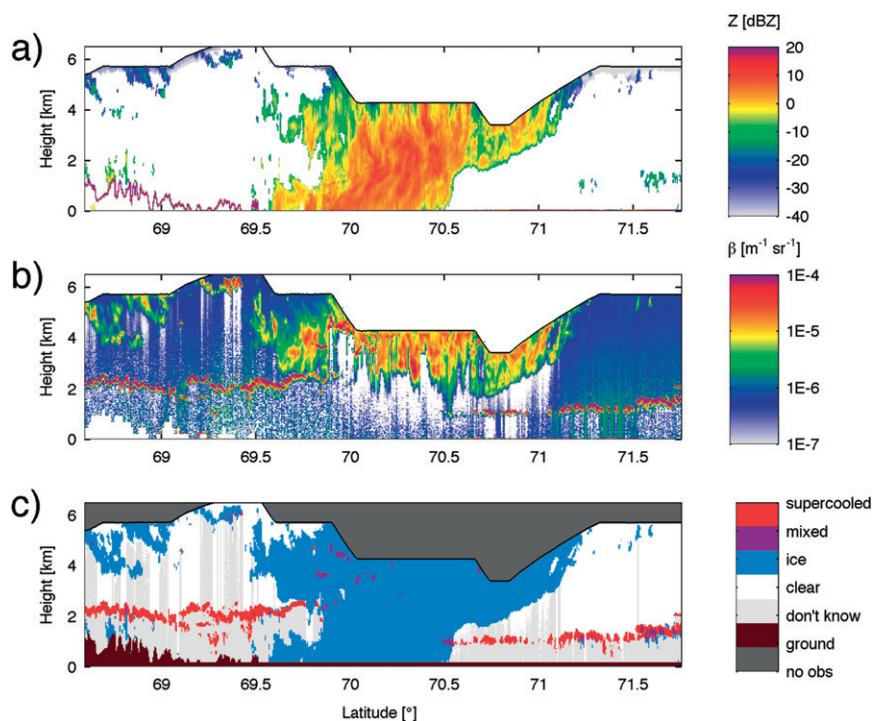 a)
Z [dBZ]
Height [km]
6
4
2
0
69
69.5
70
70.5
71
71.5
20
10
0
-10
-20
-30
-40
b)
β [m⁻¹ sr⁻¹]
Height [km]
6
4
2
0
69
69.5
70
70.5
71
71.5
1E-4
1E-5
1E-6
1E-7
c)
Height [km]
6
4
2
0
69
69.5
70
70.5
71
71.5
Latitude [°]
supercooled
mixed
ice
clear
don't know
ground
no obs